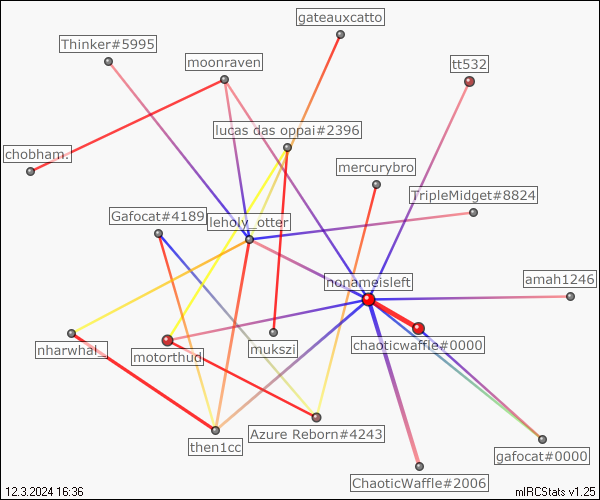 gateauxcatto
Thinker#5995
moonraven
tt532
lucas das oppai#2396
chobham.
mercurybro
TripleMidget#8824
Gafocat#4189
leholy_otter
nonameisleft
amah1246
chaoticwaffle#0000
nharwhal_
motorthud
mukszi
Azure Reborn#4243
then1cc
gafocat#0000
ChaoticWaffle#2006
12.3.2024 16:36
mIRCStats v1.25